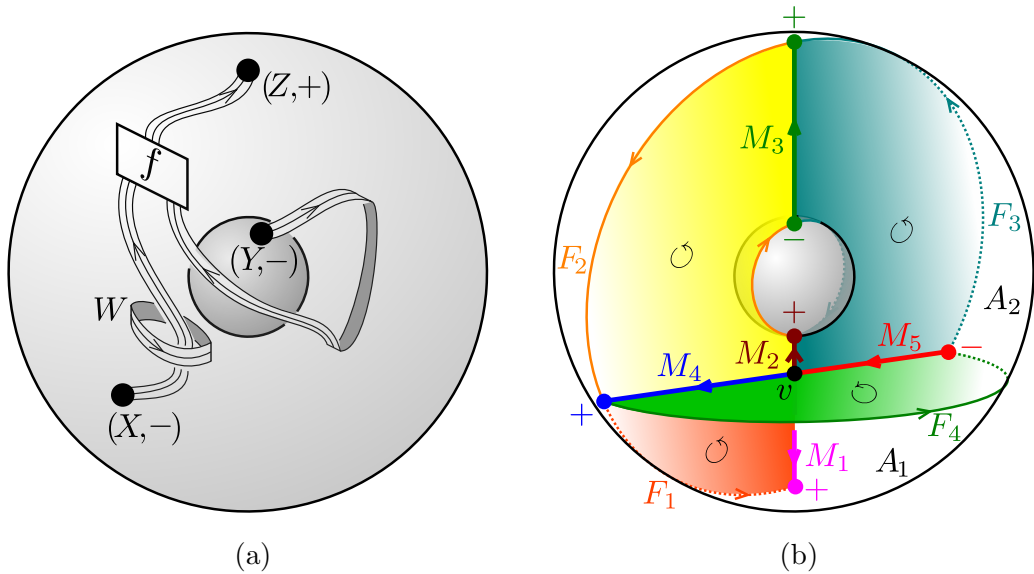 (Z,+)
f
(Y,−)
W
(X,−)
(a)
+
M₃
F₂
−
F₃
+
A₂
M₂
M₅
−
M₄
v
+
F₄
M₁
A₁
F₁
+
(b)